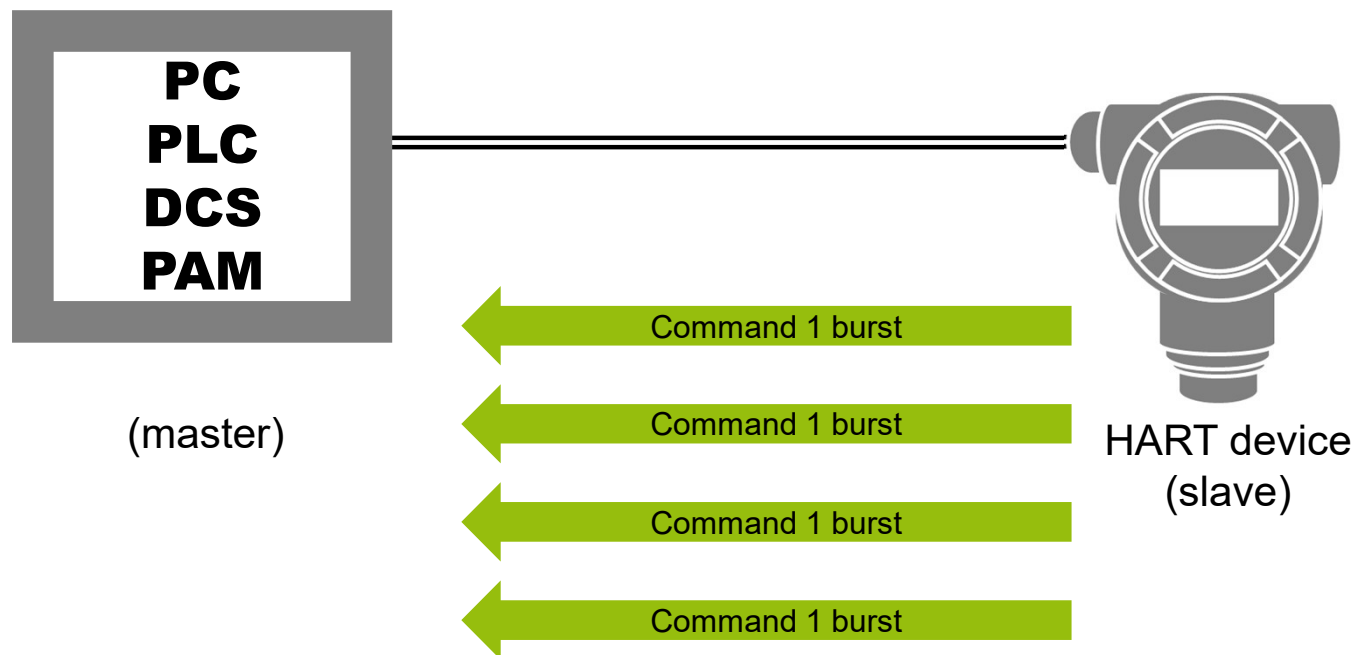 PC
PLC
DCS
PAM
(master)
Command 1 burst
Command 1 burst
Command 1 burst
Command 1 burst
HART device
(slave)